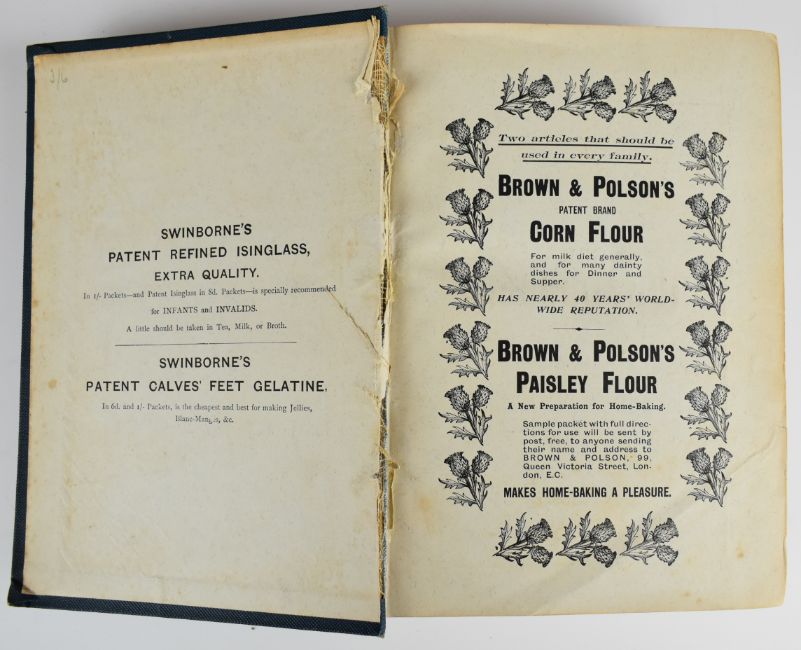 3/6
SWINBORNE'S
PATENT REFINED ISINGLASS,
EXTRA QUALITY.
In 1/- Packets—and Patent Isinglass in 8d. Packets—is specially recommended
for INFANTS and INVALIDS.
A little should be taken in Tea, Milk, or Broth.
SWINBORNE'S
PATENT CALVES' FEET GELATINE.
In 6d. and 1/- Packets, is the cheapest and best for making Jellies,
Blanc-Manges, &c.
Two articles that should be
used in every family.
BROWN & POLSON'S
PATENT BRAND
CORN FLOUR
For milk diet generally,
and for many dainty
dishes for Dinner and
Supper.
HAS NEARLY 40 YEARS' WORLD-
WIDE REPUTATION.
BROWN & POLSON'S
PAISLEY FLOUR
A New Preparation for Home-Baking.
Sample packet with full direc-
tions for use will be sent by
post, free, to anyone sending
their name and address to
BROWN & POLSON, 99,
Queen Victoria Street, Lon-
don, E.C.
MAKES HOME-BAKING A PLEASURE.